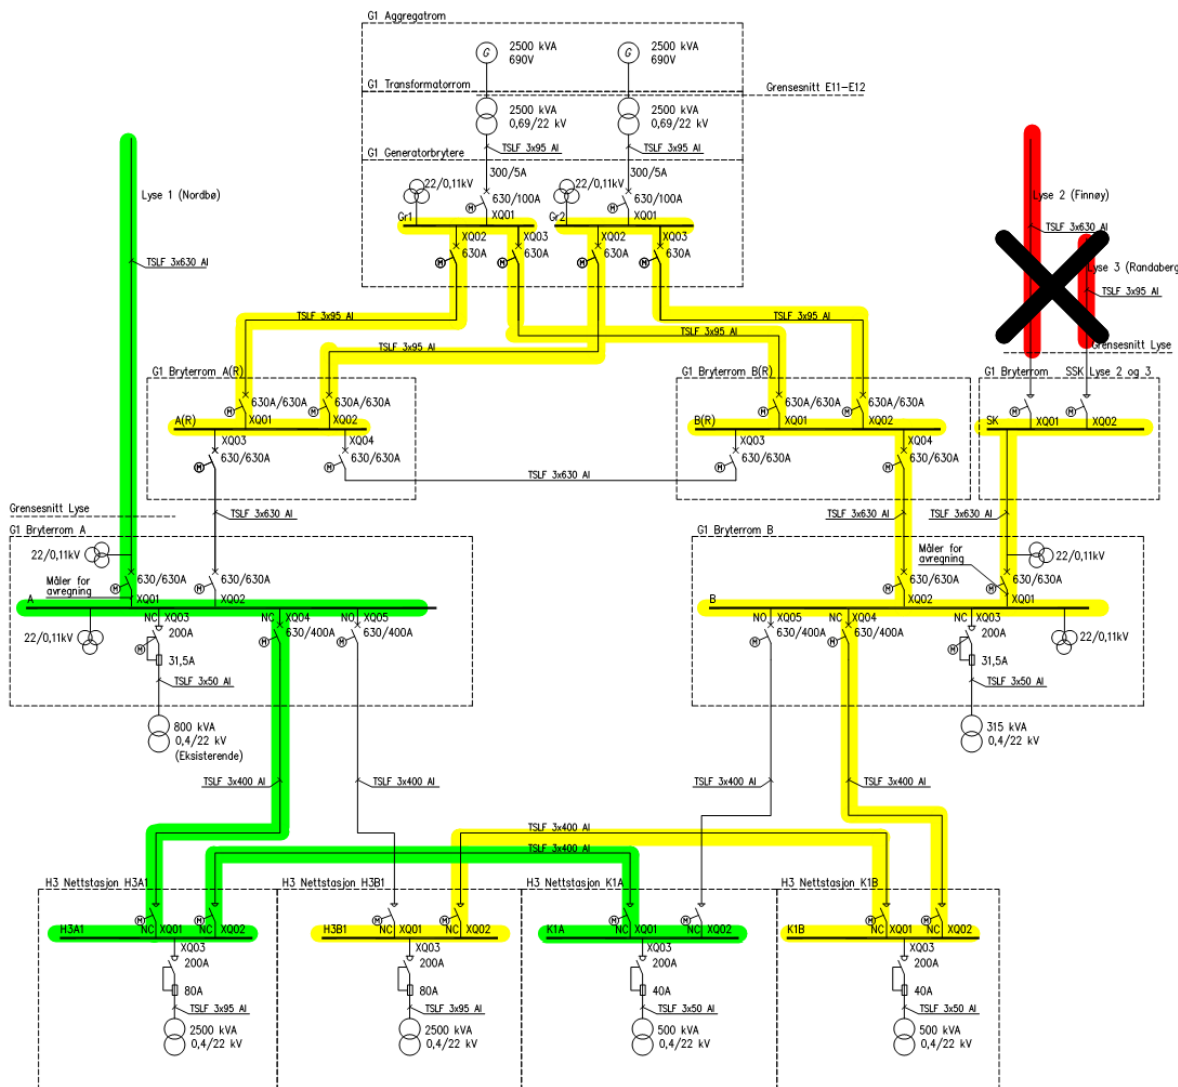 G1 Aggregatrom
G
2500 kVA
690V
G
2500 kVA
690V
G1 Transformatorrom
Grensesnitt E11-E12
2500 kVA
0,69/22 kV
2500 kVA
0,69/22 kV
TSLF 3x95 Al
TSLF 3x95 Al
G1 Generatorbrytere
300/5A
300/5A
22/0,11kV
630/100A
M
XQ01
22/0,11kV
630/100A
M
XQ01
Gr1
Gr2
XQ02
XQ03
XQ02
XQ03
M
630A
M
630A
M
630A
M
630A
Lyse 1 (Nordbø)
TSLF 3x630 Al
Lyse 2 (Finnøy)
TSLF 3x630 Al
Lyse 3 (Randaberg
TSLF 3x95 Al
Grensesnitt Lyse
TSLF 3x95 Al
TSLF 3x95 Al
TSLF 3x95 Al
TSLF 3x95 Al
G1 Bryterrom A(R)
G1 Bryterrom B(R)
G1 Bryterrom
SSK Lyse 2 og 3
630A/630A
M
630A/630A
M
630A/630A
M
630A/630A
M
M
M
A(R)
XQ01
XQ02
B(R)
XQ01
XQ02
SK
XQ01
XQ02
XQ03
XQ04
XQ03
XQ04
630/630A
M
630/630A
M
630/630A
M
630/630A
M
TSLF 3x630 Al
Grensesnitt Lyse
TSLF 3x630 Al
TSLF 3x630 Al
TSLF 3x630 Al
G1 Bryterrom A
G1 Bryterrom B
22/0,11kV
Måler for
avregning
630/630A
M
630/630A
M
Måler for
avregning
22/0,11kV
630/630A
M
630/630A
M
A
XQ01
XQ02
B
XQ02
XQ01
22/0,11kV
NC XQ03
200A
M
31,5A
TSLF 3x50 Al
NC XQ04
630/400A
M
NO XQ05
630/400A
M
NO XQ05
630/400A
M
NC XQ04
630/400A
M
NC XQ03
200A
M
31,5A
TSLF 3x50 Al
22/0,11kV
800 kVA
0,4/22 kV
(Eksisterende)
315 kVA
0,4/22 kV
TSLF 3x400 Al
TSLF 3x400 Al
TSLF 3x400 Al
TSLF 3x400 Al
TSLF 3x400 Al
TSLF 3x400 Al
H3 Nettstasjon H3A1
H3 Nettstasjon H3B1
H3 Nettstasjon K1A
H3 Nettstasjon K1B
M
M
M
M
M
M
M
H3A1
NC XQ01
NC XQ02
H3B1
NC XQ01
NC XQ02
K1A
NC XQ01
NC XQ02
K1B
NC XQ01
NC XQ02
XQ03
200A
80A
TSLF 3x95 Al
2500 kVA
0,4/22 kV
XQ03
200A
80A
TSLF 3x95 Al
2500 kVA
0,4/22 kV
XQ03
200A
40A
TSLF 3x50 Al
500 kVA
0,4/22 kV
XQ03
200A
40A
TSLF 3x50 Al
500 kVA
0,4/22 kV